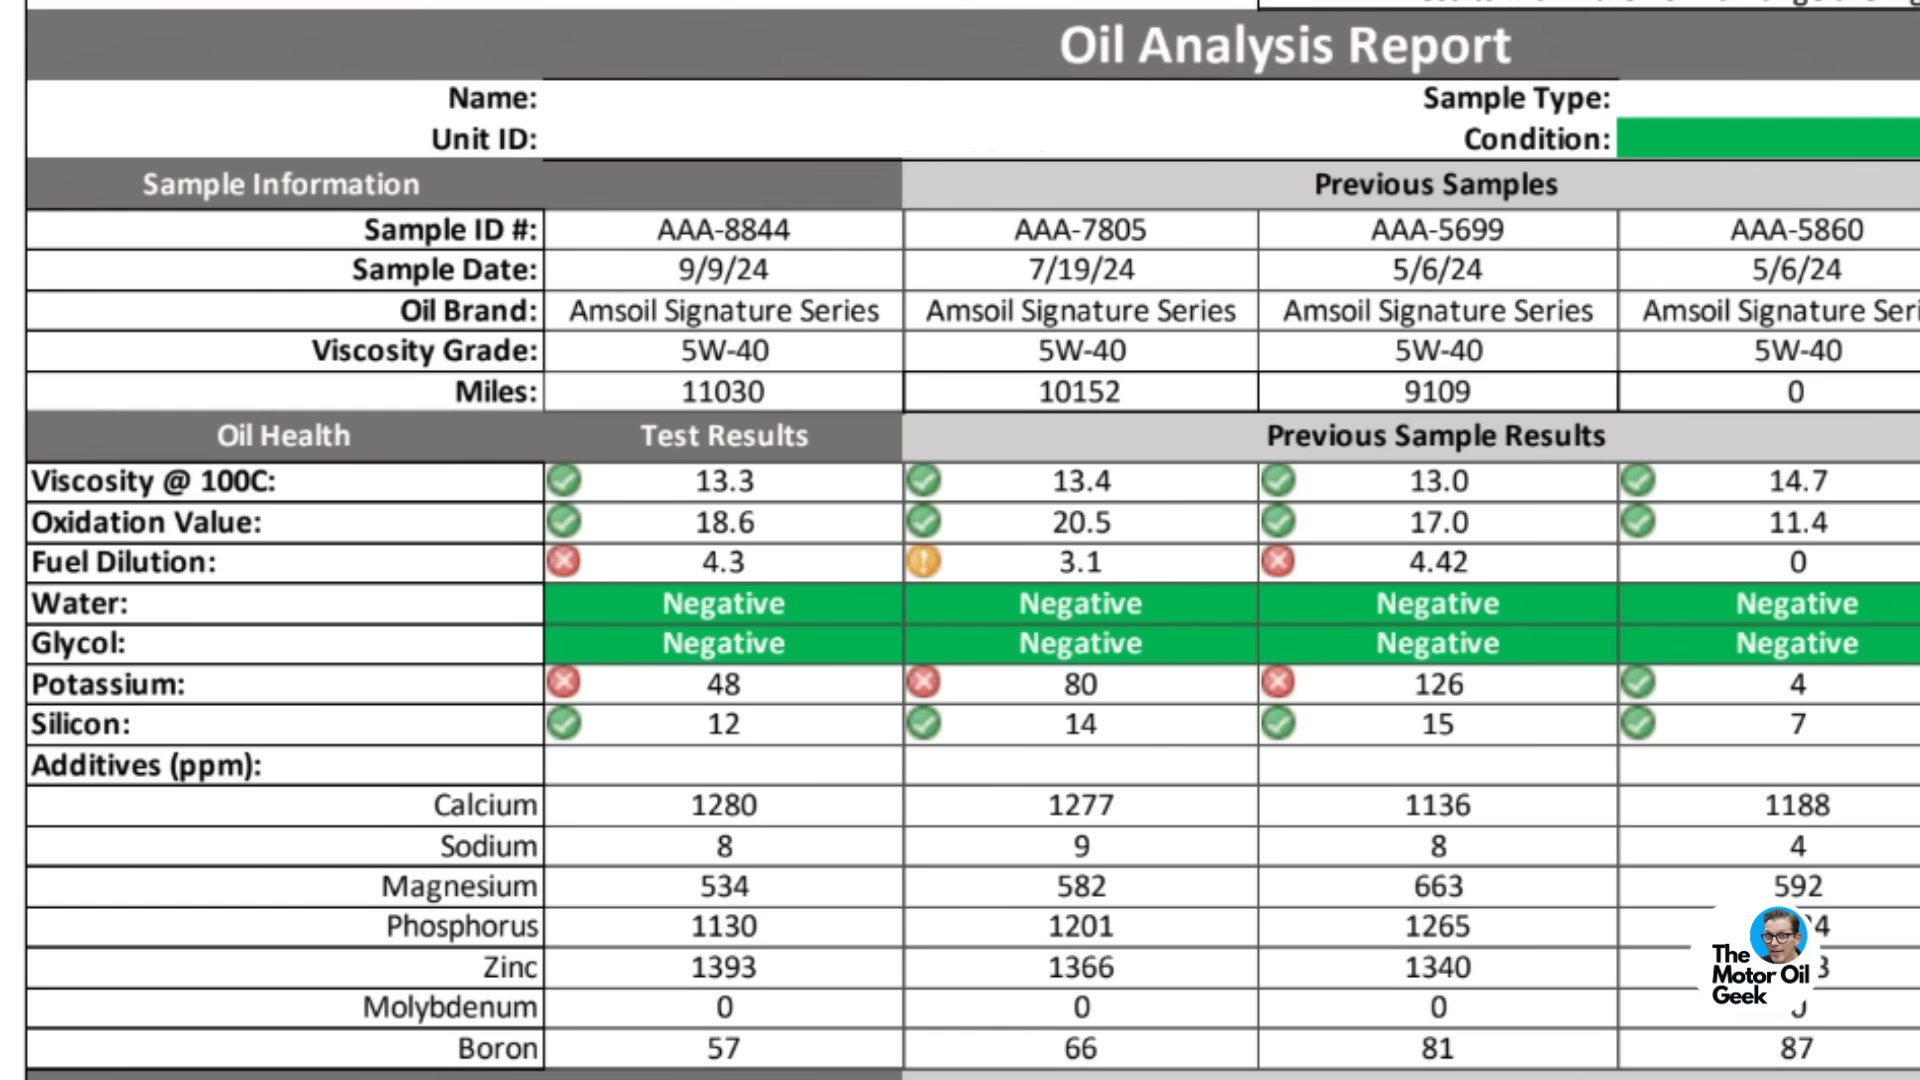 Oil Analysis Report
Name: Sample Type:
Unit ID: Condition:
Sample Information Previous Samples
Sample ID #: AAA-8844 AAA-7805 AAA-5699 AAA-5860
Sample Date: 9/9/24 7/19/24 5/6/24 5/6/24
Oil Brand: Amsoil Signature Series Amsoil Signature Series Amsoil Signature Series Amsoil Signature Seri
Viscosity Grade: 5W-40 5W-40 5W-40 5W-40
Miles: 11030 10152 9109 0
Oil Health Test Results Previous Sample Results
Viscosity @ 100C: 13.3 13.4 13.0 14.7
Oxidation Value: 18.6 20.5 17.0 11.4
Fuel Dilution: 4.3 3.1 4.42 0
Water: Negative Negative Negative Negative
Glycol: Negative Negative Negative Negative
Potassium: 48 80 126 4
Silicon: 12 14 15 7
Additives (ppm):
Calcium 1280 1277 1136 1188
Sodium 8 9 8 4
Magnesium 534 582 663 592
Phosphorus 1130 1201 1265
Zinc 1393 1366 1340
Molybdenum 0 0 0
Boron 57 66 81 87
The
Motor Oil
Geek